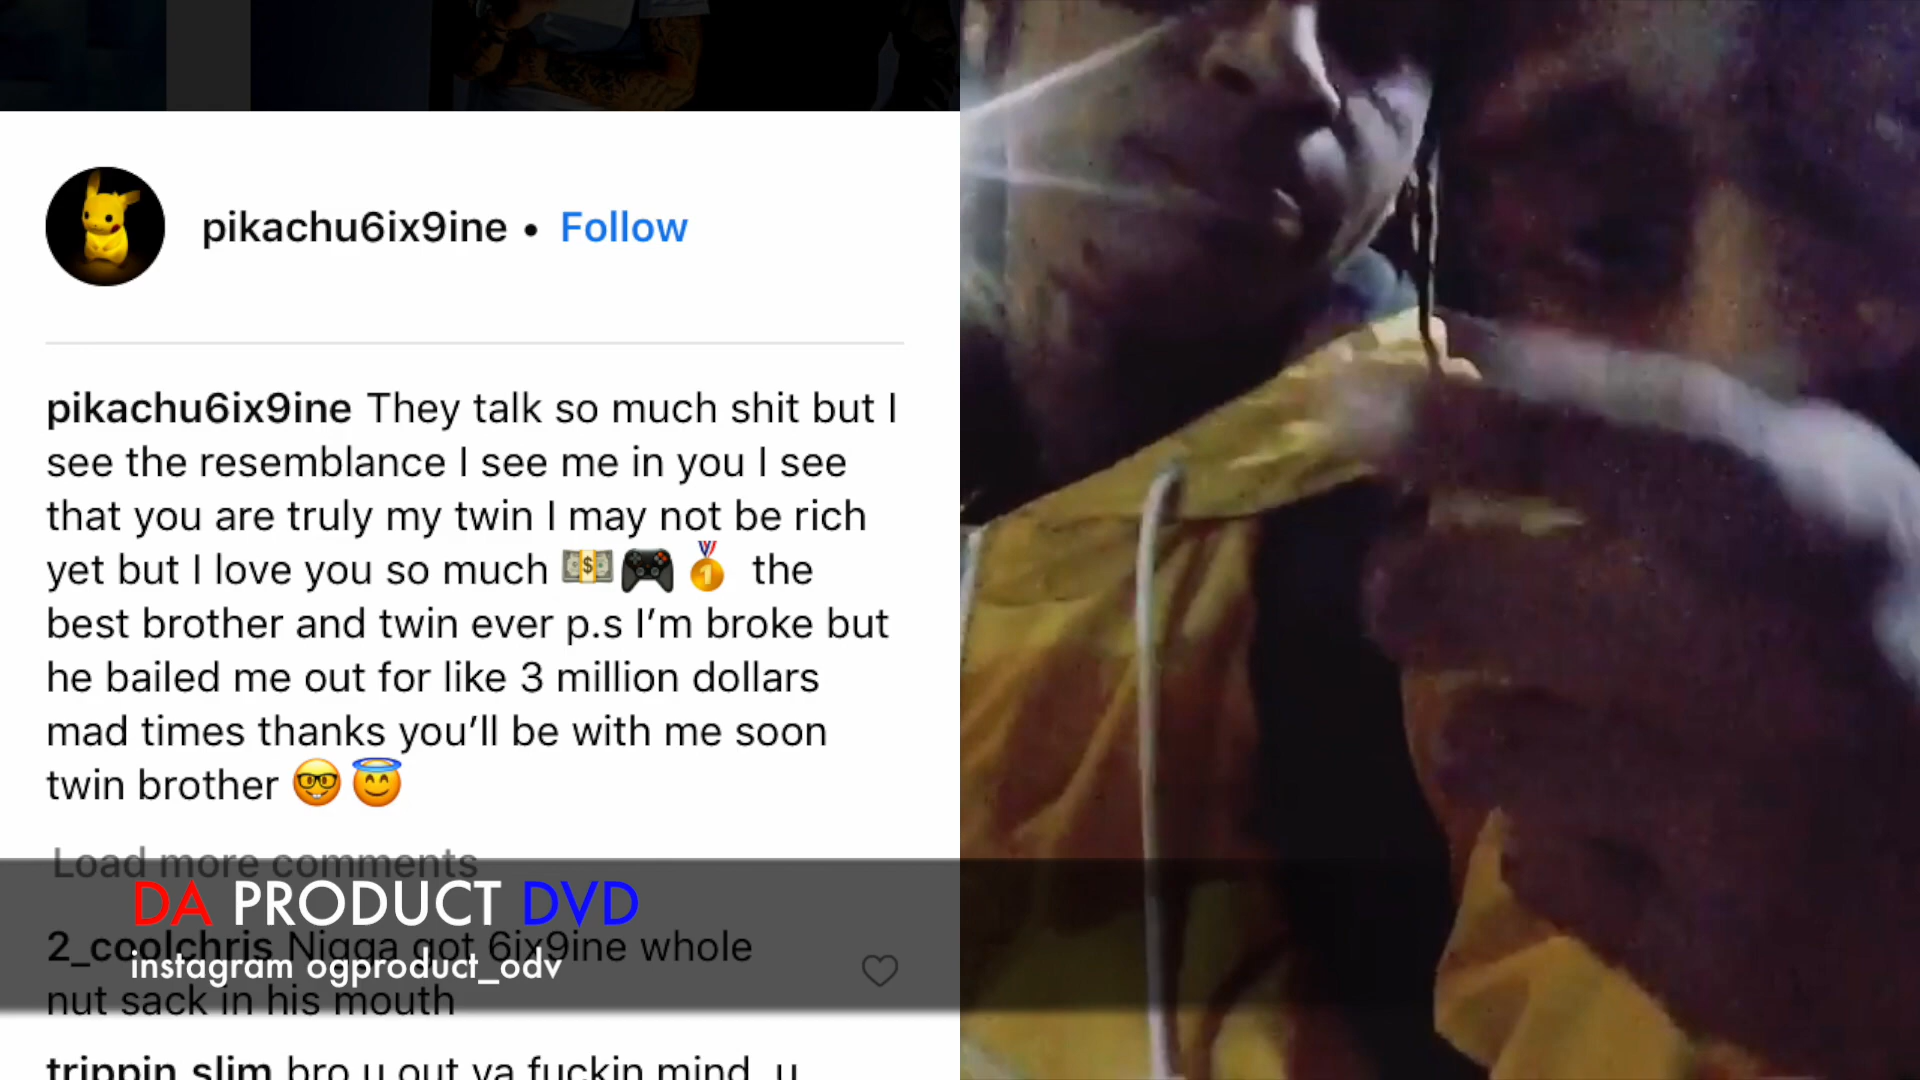 pikachu6ix9ine • Follow
pikachu6ix9ine They talk so much shit but I
see the resemblance I see me in you I see
that you are truly my twin I may not be rich
yet but I love you so much 💵🎮🥇 the
best brother and twin ever p.s I’m broke but
he bailed me out for like 3 million dollars
mad times thanks you’ll be with me soon
twin brother 🤓😇
Load more comments
DA PRODUCT DVD
2_coolchris Nigga got 6ix9ine whole
instagram ogproduct_odv
nut sack in his mouth
trippin_slim bro u out ya fuckin mind u